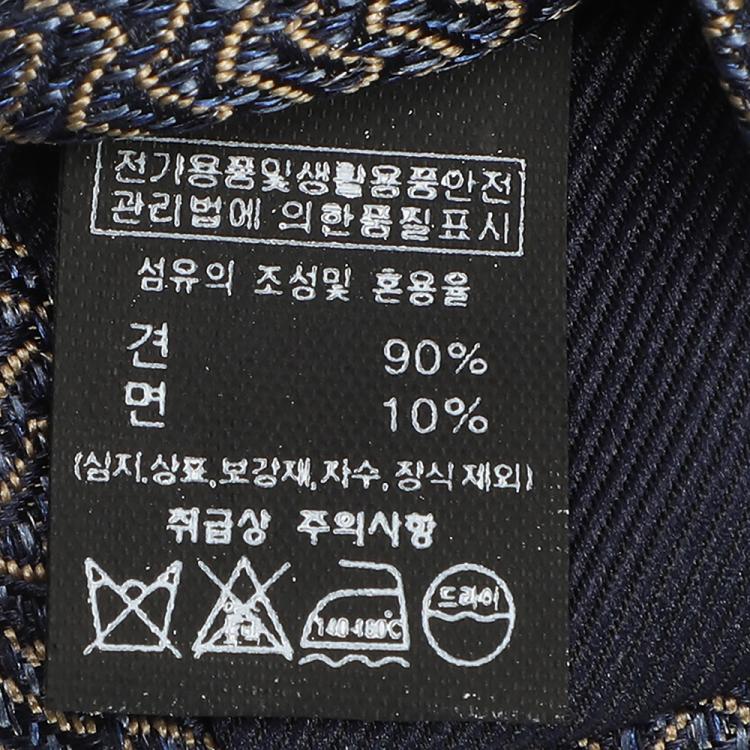 전기용품및생활용품안전
관리법에 의한품질표시
섬유의 조성및 혼용율
견 90%
면 10%
(심지,상표,보강재,자수,장식 제외)
취급상 주의사항
140-160℃ 드라이